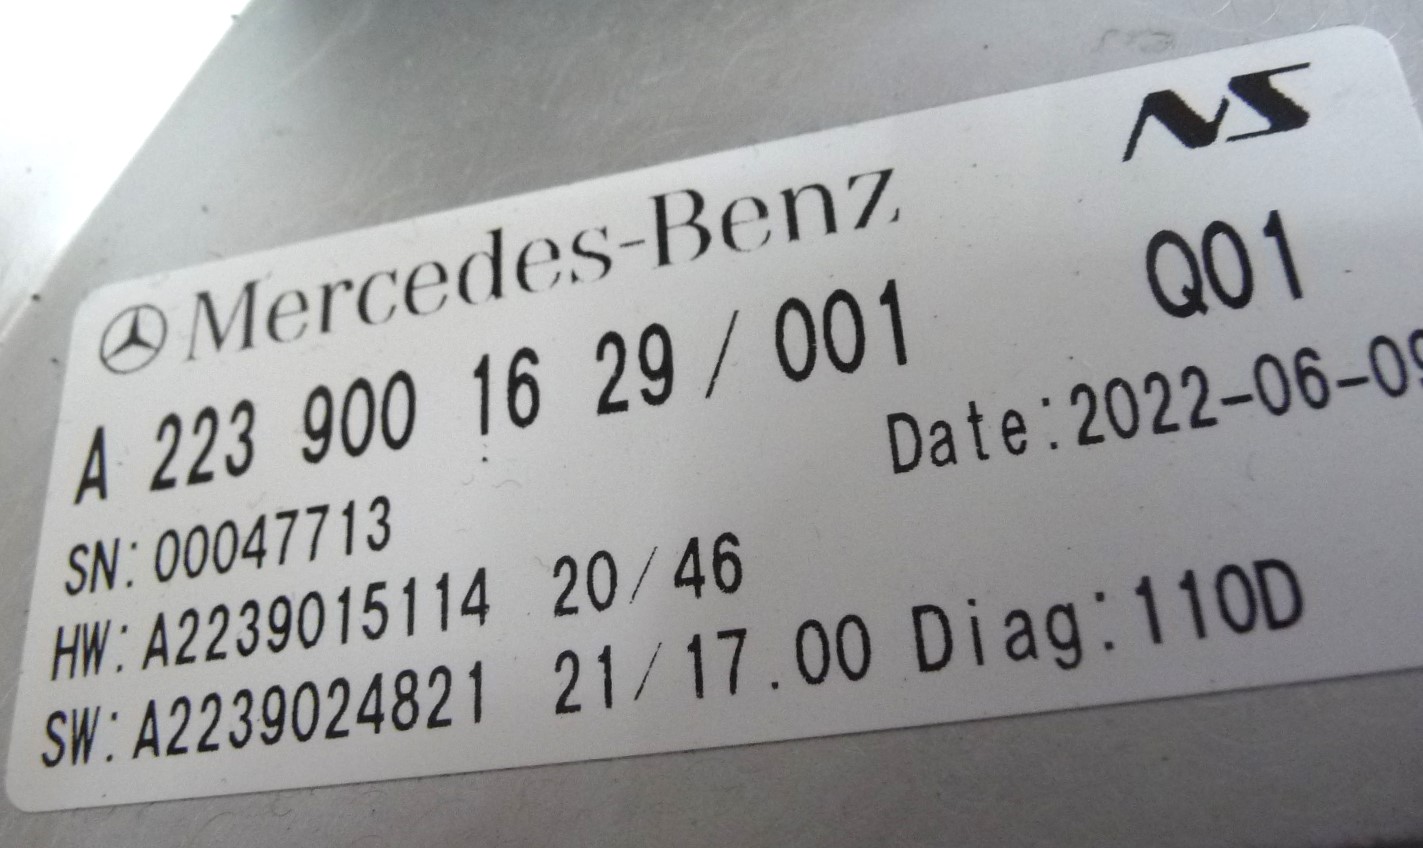 NS
Mercedes-Benz
A 223 900 16 29/001 Q01
Date:2022-06-09
SN:00047713
HW:A2239015114 20/46
SW:A2239024821 21/17.00 Diag:110D